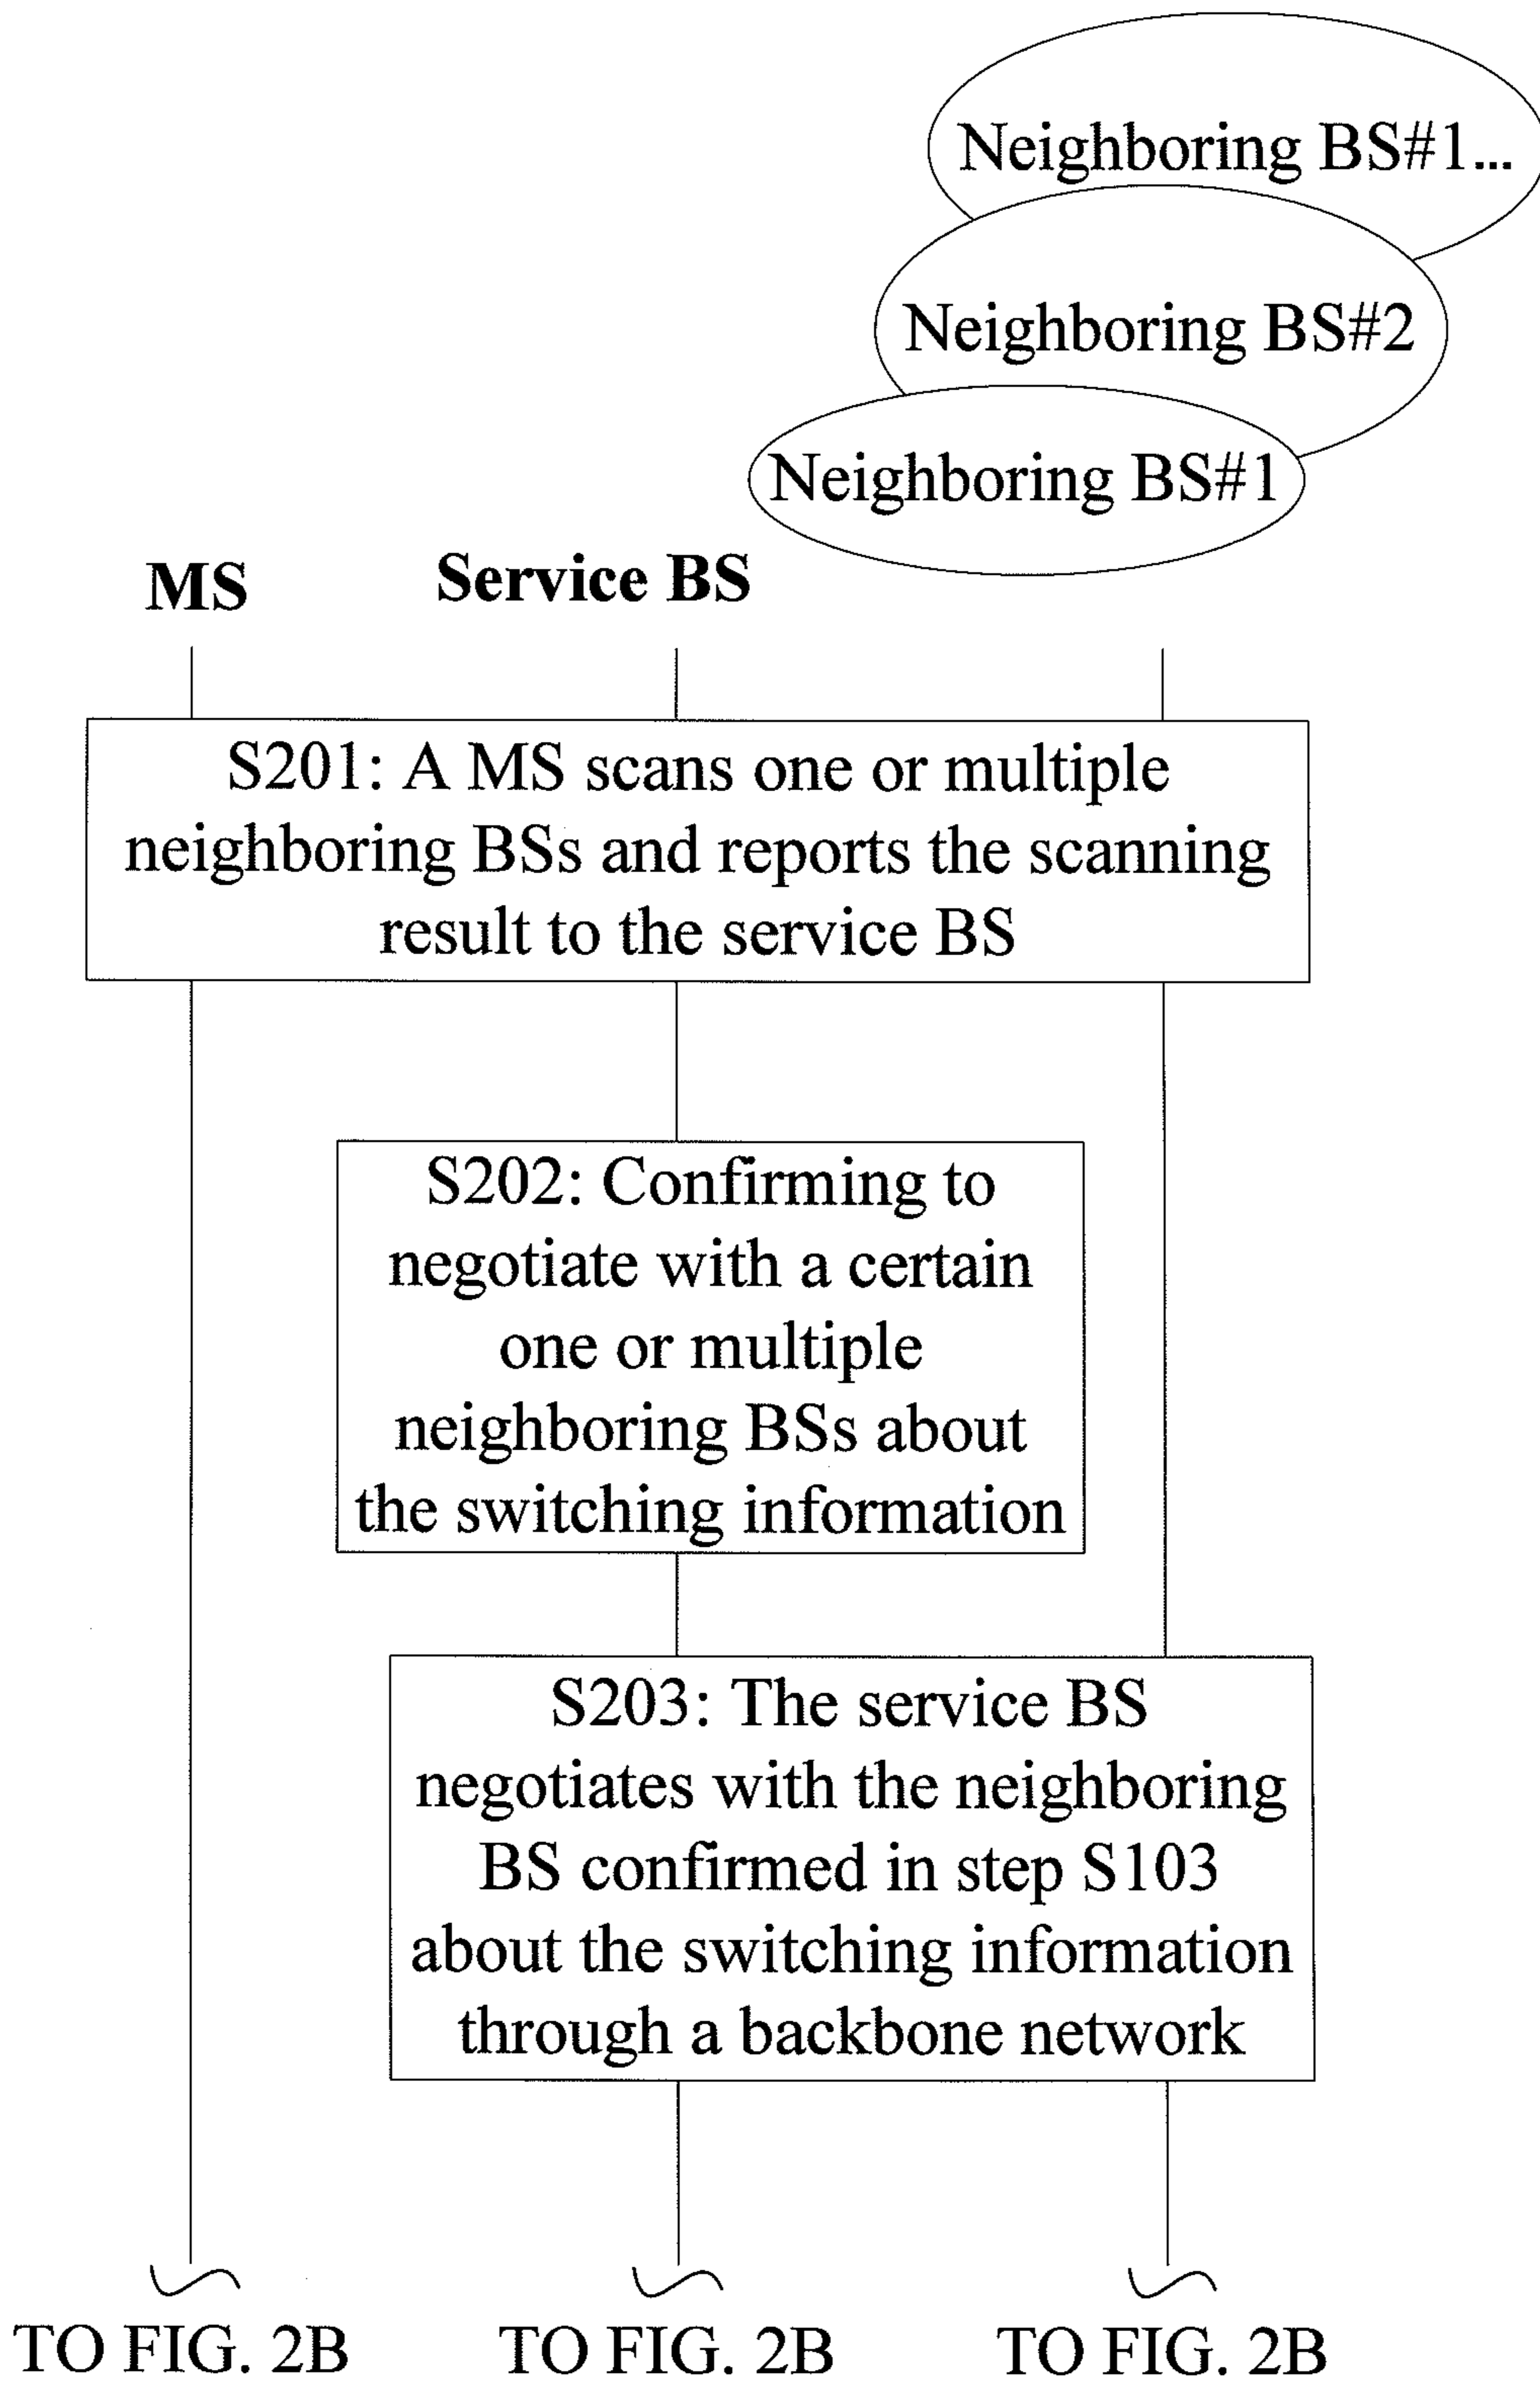 Neighboring BS#1...
Neighboring BS#2
Neighboring BS#1
MS
Service BS
S201: A MS scans one or multiple
neighboring BSs and reports the scanning
result to the service BS
S202: Confirming to
negotiate with a certain
one or multiple
neighboring BSs about
the switching information
S203: The service BS
negotiates with the neighboring
BS confirmed in step S103
about the switching information
through a backbone network
TO FIG. 2B
TO FIG. 2B
TO FIG. 2B